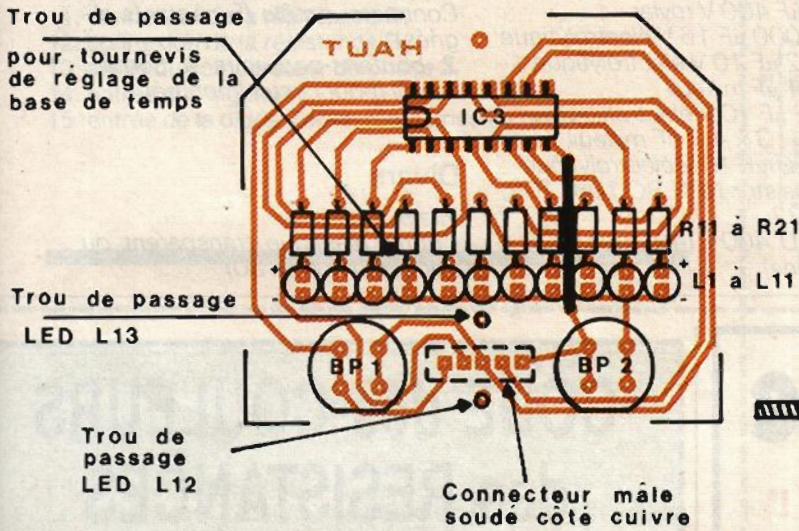 Trou de passage
pour tournevis
de réglage de la
base de temps
TUAH
IC3
R11 à R21
+
+
L1 à L11
-
-
Trou de passage
LED L13
BP 1
BP 2
Trou de
passage
LED L12
Connecteur mâle
soudé côté cuivre